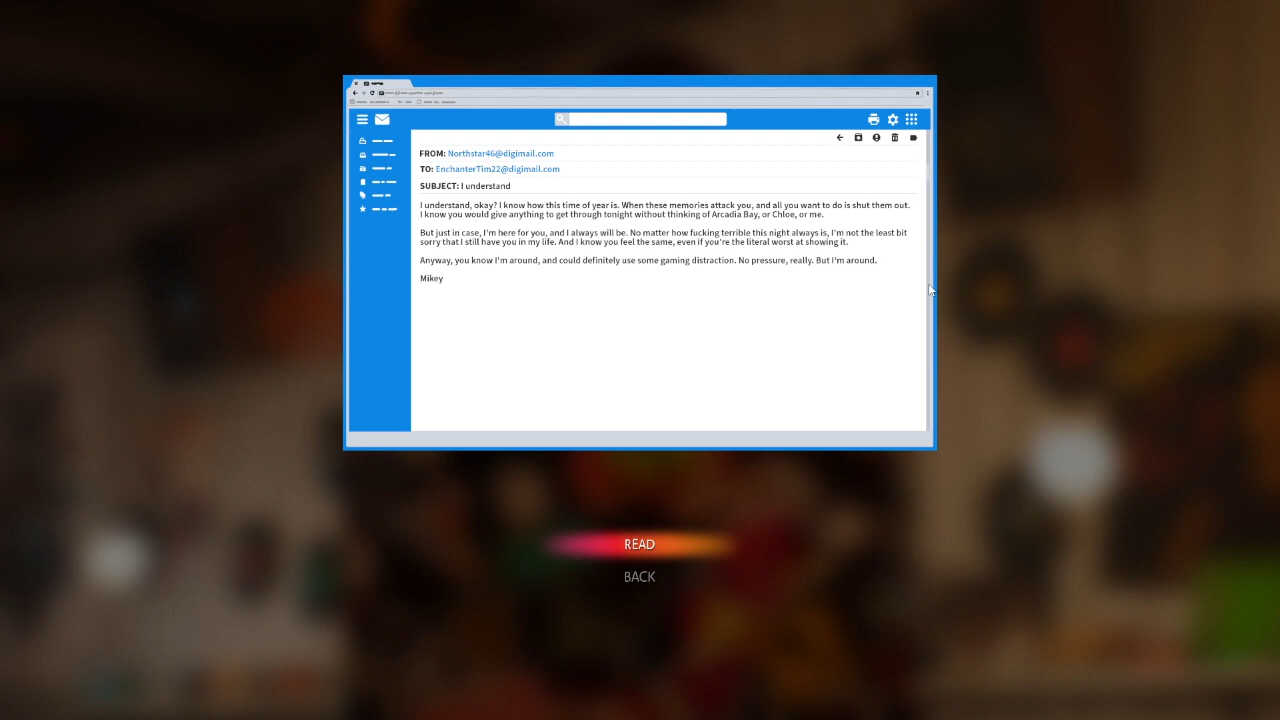 FROM: Northstar46@digimail.com
TO: EnchanterTim22@digimail.com
SUBJECT: I understand
I understand, okay? I know how this time of year is. When these memories attack you, and all you want to do is shut them out.
I know you would give anything to get through tonight without thinking of Arcadia Bay, or Chloe, or me.
But just in case, I'm here for you, and I always will be. No matter how fucking terrible this night always is, I'm not the least bit
sorry that I still have you in my life. And I know you feel the same, even if you're the literal worst at showing it.
Anyway, you know I'm around, and could definitely use some gaming distraction. No pressure, really. But I'm around.
Mikey
READ
BACK